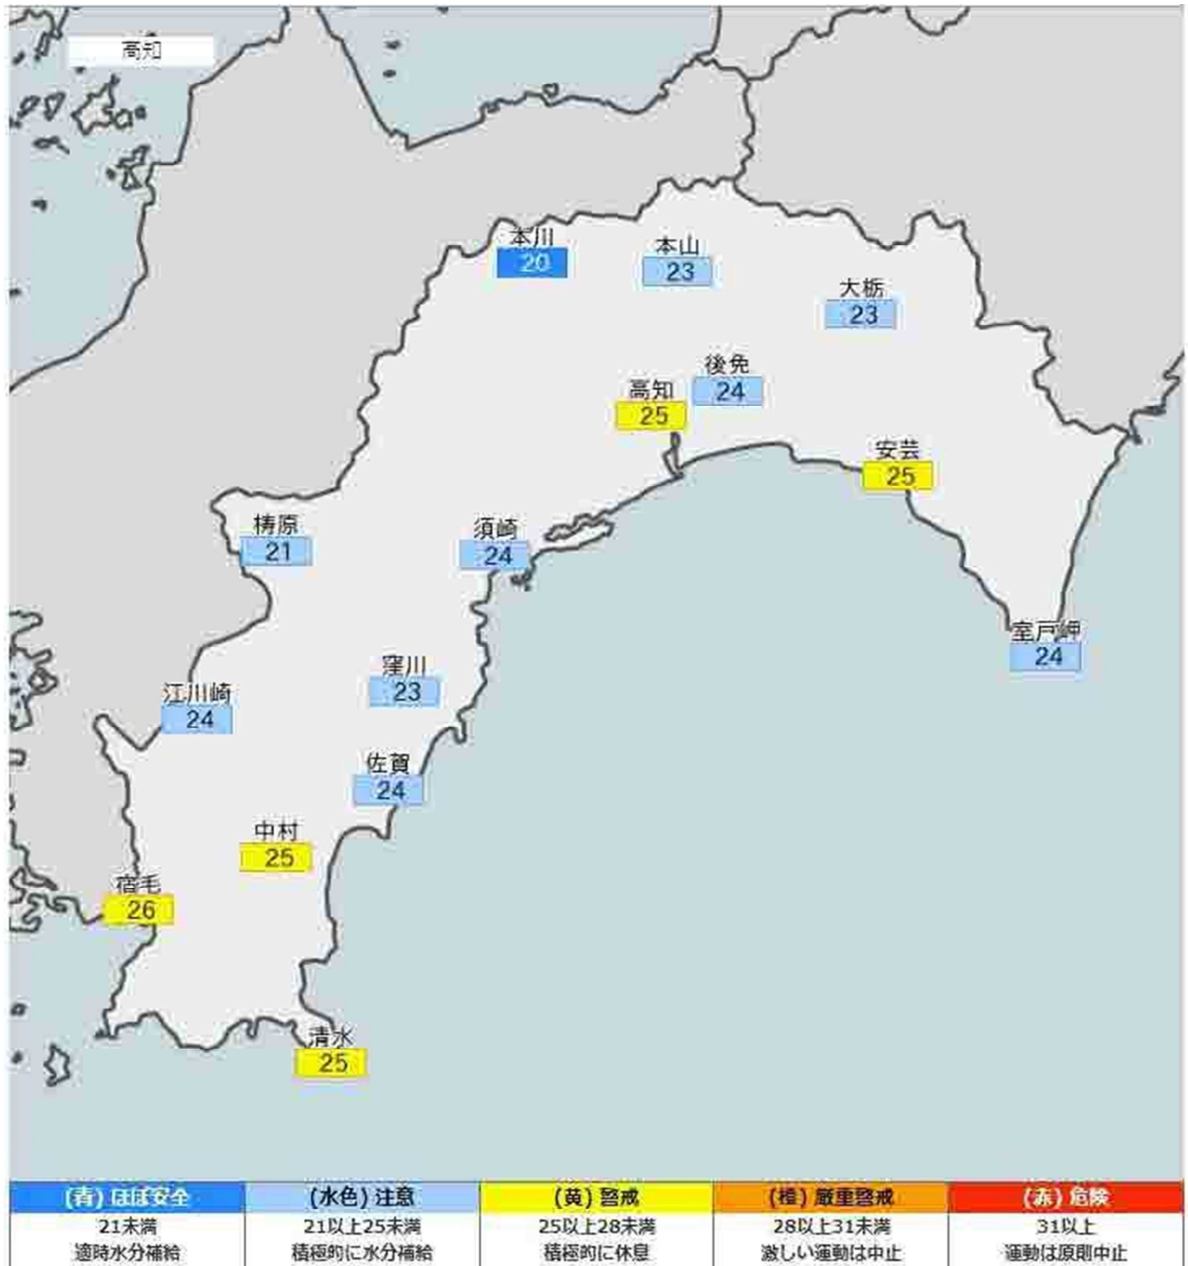 高知
本川
20
本山
23
大栃
23
後免
24
高知
25
安芸
25
梼原
21
須崎
24
室戸岬
24
窪川
23
江川崎
24
佐賀
24
中村
25
宿毛
26
清水
25
(青) ほぼ安全 (水色) 注意 (黄) 警戒 (橙) 厳重警戒 (赤) 危険
21未満 21以上25未満 25以上28未満 28以上31未満 31以上
適時水分補給 積極的に水分補給 積極的に休息 激しい運動は中止 運動は原則中止